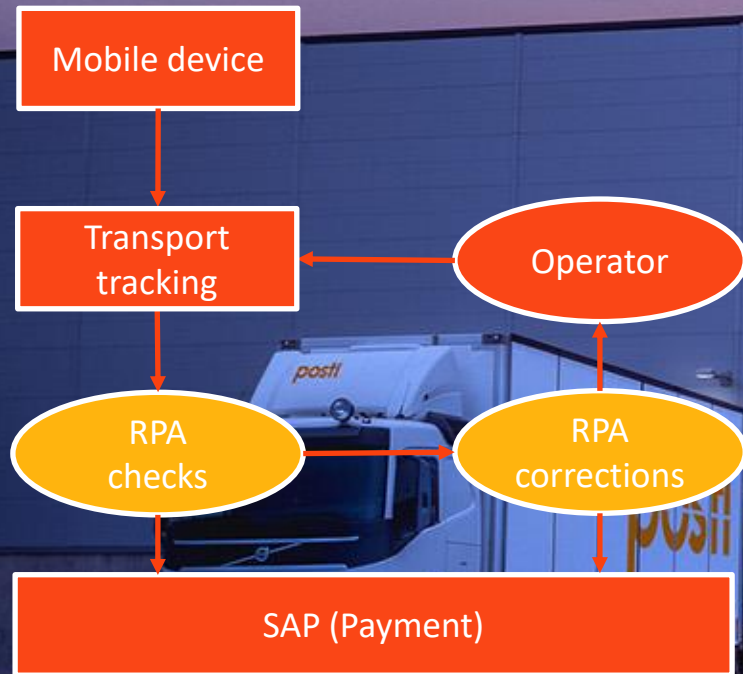 Mobile device
Transport
tracking
Operator
posti
RPA
checks
RPA
corrections
posti
SAP (Payment)